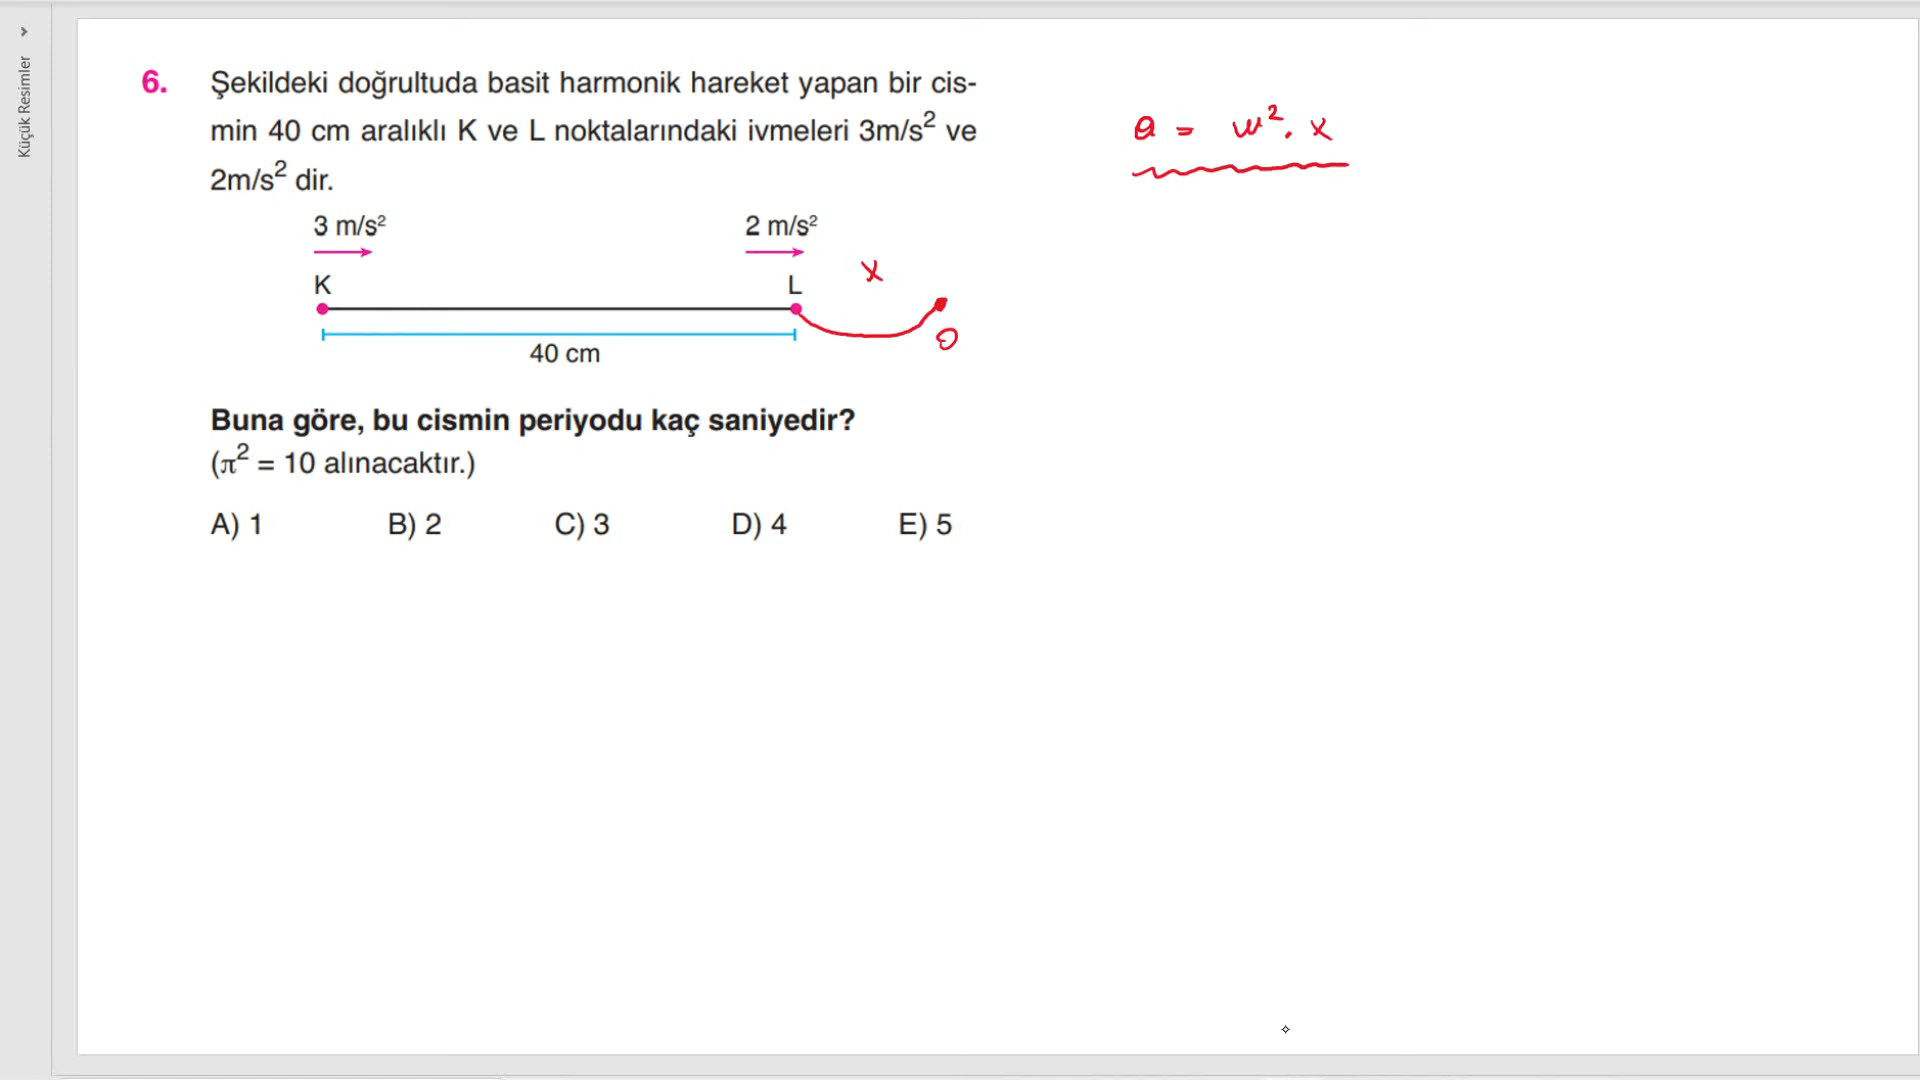 Küçük Resimler
6. Şekildeki doğrultuda basit harmonik hareket yapan bir cis-
min 40 cm aralıklı K ve L noktalarındaki ivmeleri 3m/s² ve
2m/s² dir.
a = w². x
3 m/s² 2 m/s²
K L x
O
40 cm
Buna göre, bu cismin periyodu kaç saniyedir?
(π² = 10 alınacaktır.)
A) 1 B) 2 C) 3 D) 4 E) 5